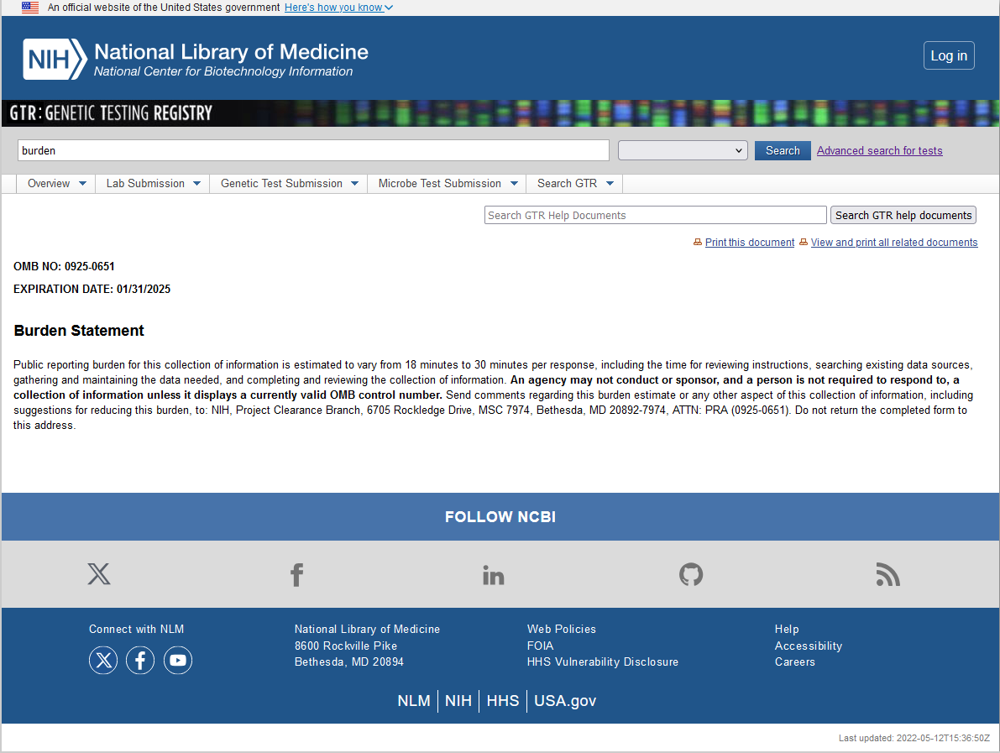 An official website of the United States government Here's how you know
NIH National Library of Medicine
National Center for Biotechnology Information
Log in
GTR: GENETIC TESTING REGISTRY
burden
Search Advanced search for tests
Overview Lab Submission Genetic Test Submission Microbe Test Submission Search GTR
Search GTR Help Documents Search GTR help documents
Print this document View and print all related documents
OMB NO: 0925-0651
EXPIRATION DATE: 01/31/2025
Burden Statement
Public reporting burden for this collection of information is estimated to vary from 18 minutes to 30 minutes per response, including the time for reviewing instructions, searching existing data sources,
gathering and maintaining the data needed, and completing and reviewing the collection of information. An agency may not conduct or sponsor, and a person is not required to respond to, a
collection of information unless it displays a currently valid OMB control number. Send comments regarding this burden estimate or any other aspect of this collection of information, including
suggestions for reducing this burden, to: NIH, Project Clearance Branch, 6705 Rockledge Drive, MSC 7974, Bethesda, MD 20892-7974, ATTN: PRA (0925-0651). Do not return the completed form to
this address.
FOLLOW NCBI
Connect with NLM
National Library of Medicine
8600 Rockville Pike
Bethesda, MD 20894
Web Policies
FOIA
HHS Vulnerability Disclosure
Help
Accessibility
Careers
NLM NIH HHS USA.gov
Last updated: 2022-05-12T15:36:50Z